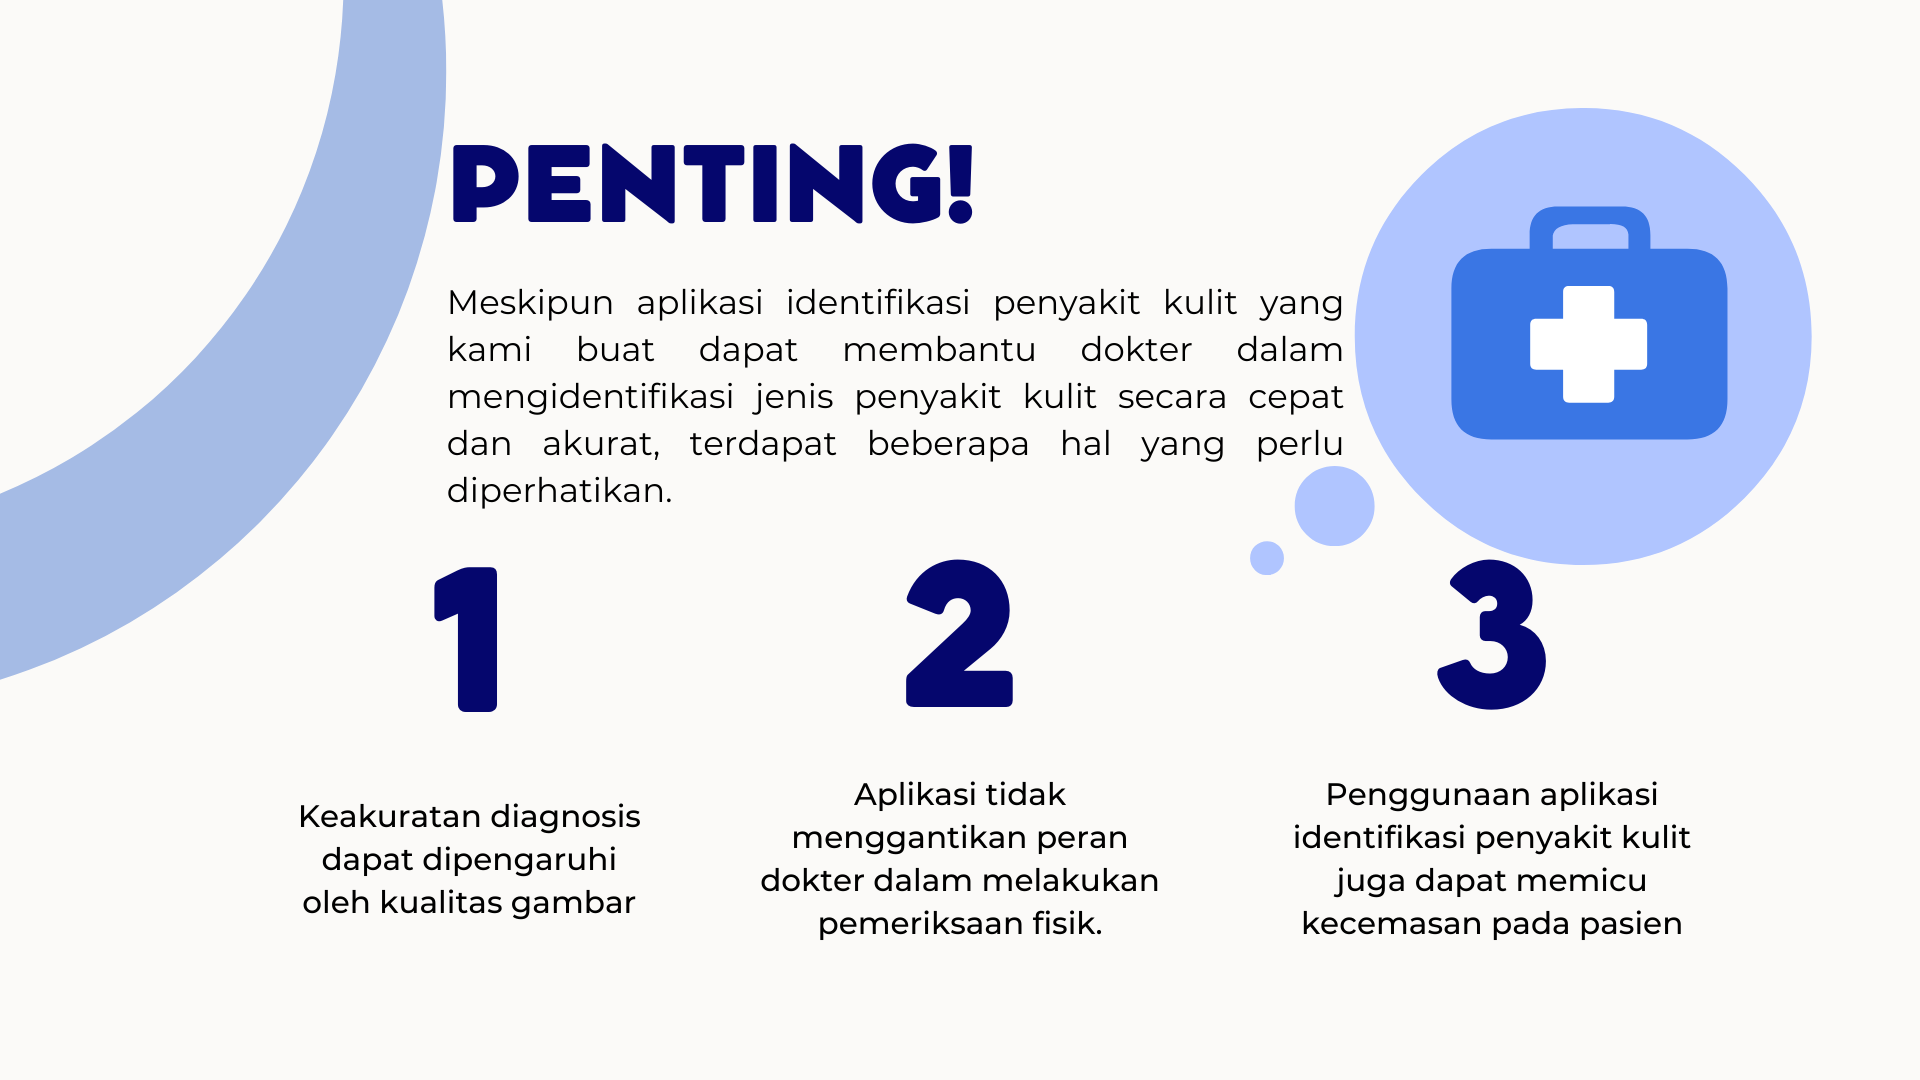 PENTING!
Meskipun aplikasi identifikasi penyakit kulit yang
kami buat dapat membantu dokter dalam
mengidentifikasi jenis penyakit kulit secara cepat
dan akurat, terdapat beberapa hal yang perlu
diperhatikan.
1
Keakuratan diagnosis
dapat dipengaruhi
oleh kualitas gambar
2
Aplikasi tidak
menggantikan peran
dokter dalam melakukan
pemeriksaan fisik.
3
Penggunaan aplikasi
identifikasi penyakit kulit
juga dapat memicu
kecemasan pada pasien